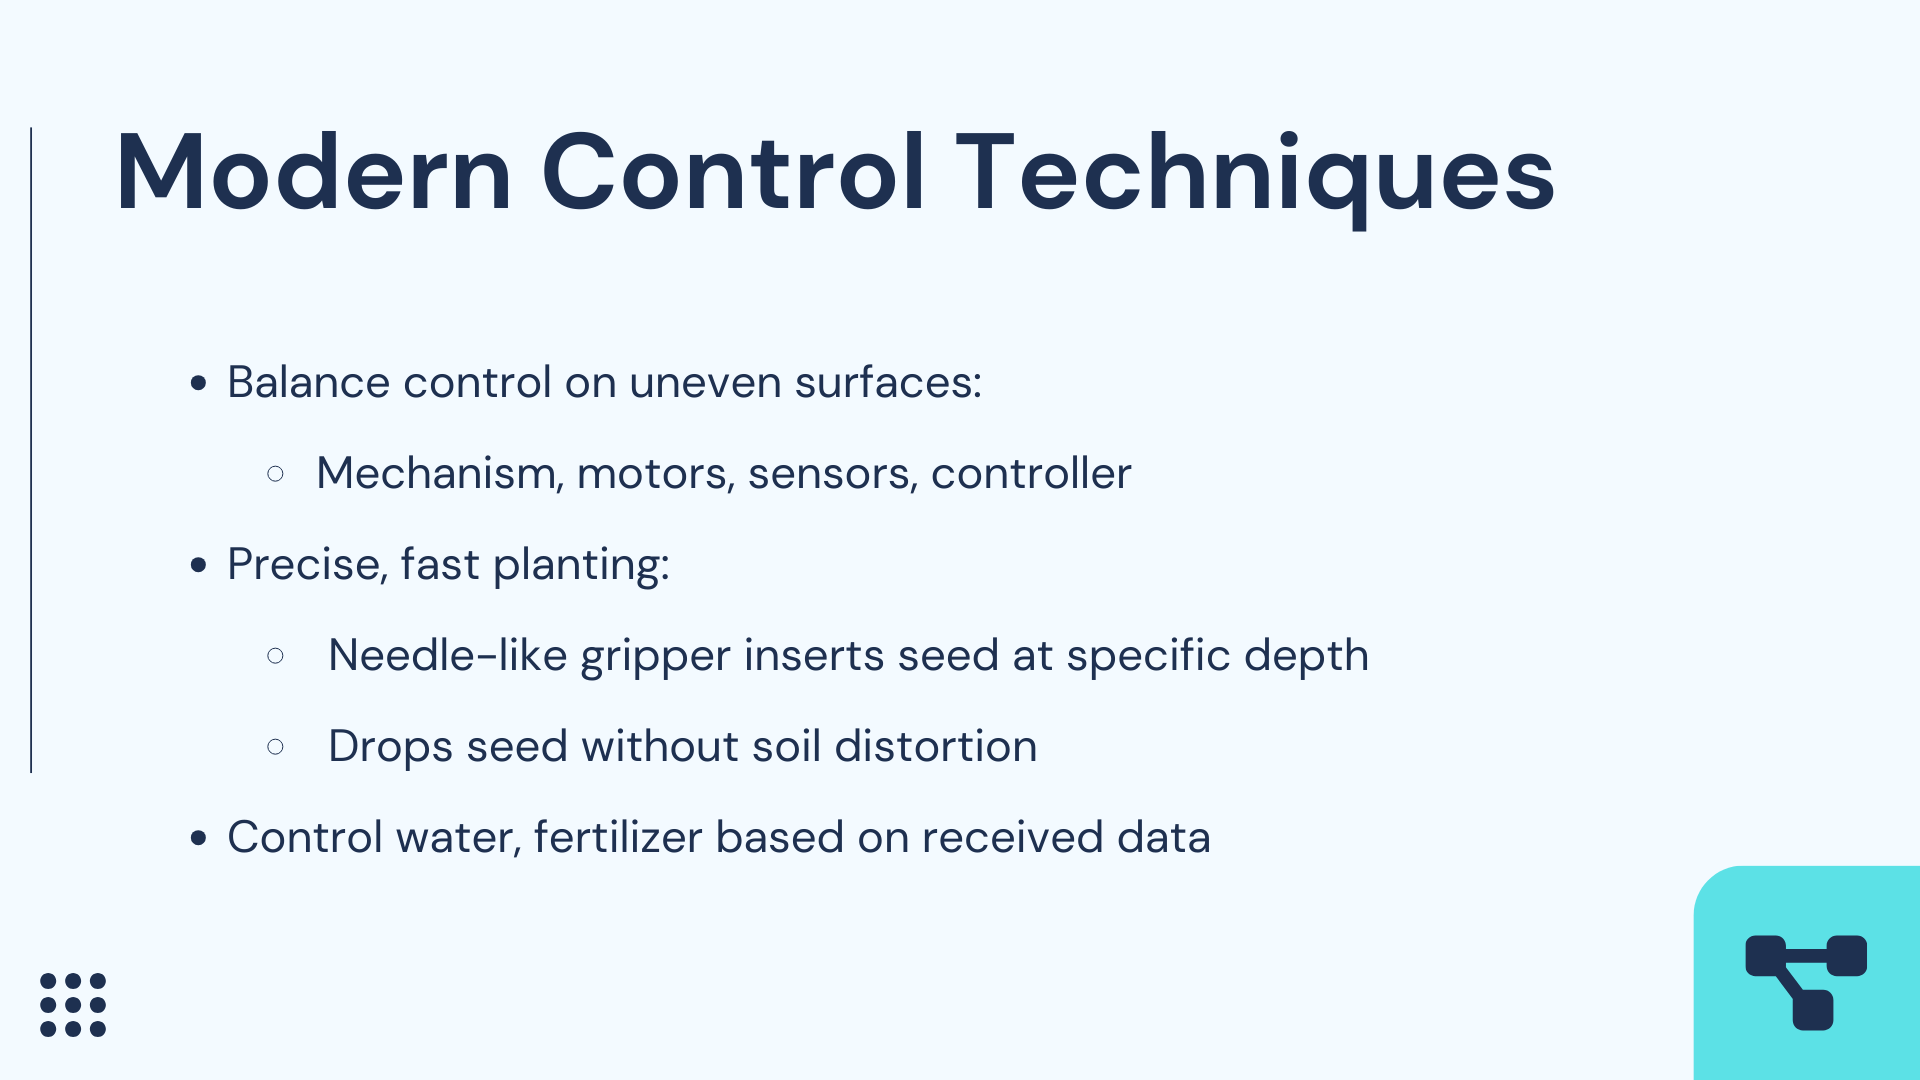 Modern Control Techniques
• Balance control on uneven surfaces:
○ Mechanism, motors, sensors, controller
• Precise, fast planting:
○ Needle-like gripper inserts seed at specific depth
○ Drops seed without soil distortion
• Control water, fertilizer based on received data